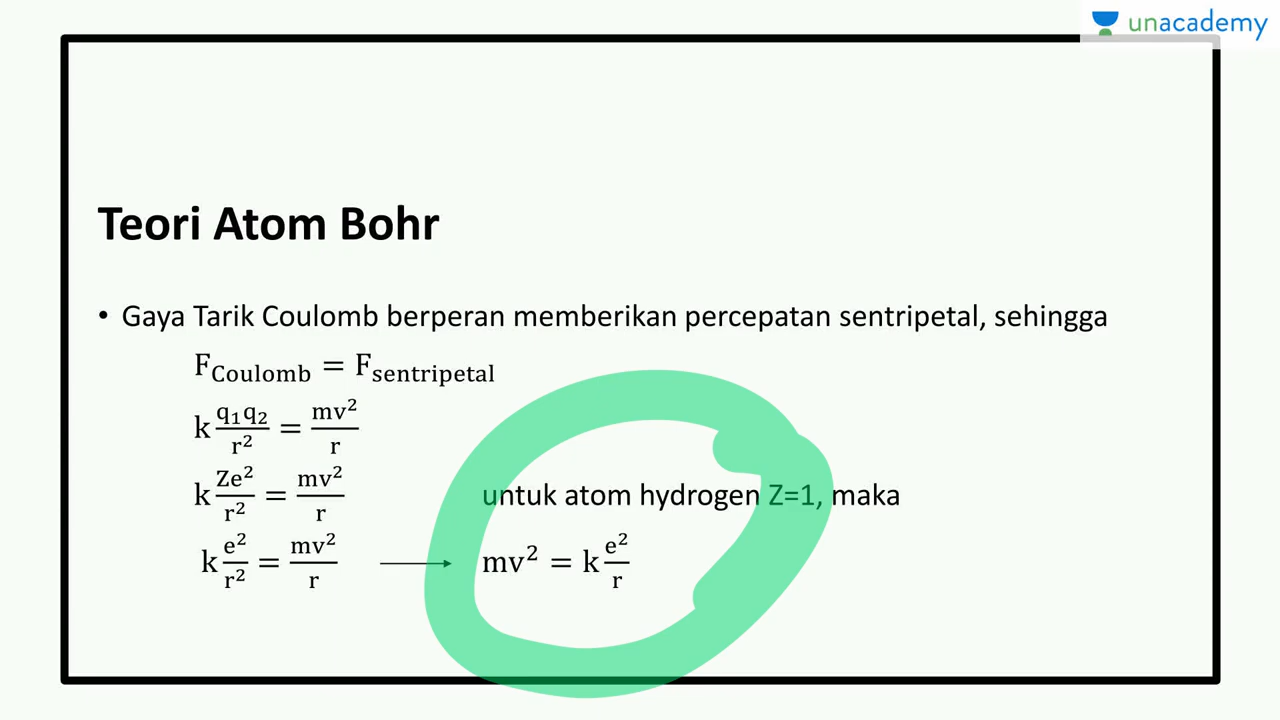 unacademy
Teori Atom Bohr
• Gaya Tarik Coulomb berperan memberikan percepatan sentripetal, sehingga
F_Coulomb = F_sentripetal
k q₁q₂/r² = mv²/r
k Ze²/r² = mv²/r untuk atom hydrogen Z=1, maka
k e²/r² = mv²/r → mv² = k e²/r